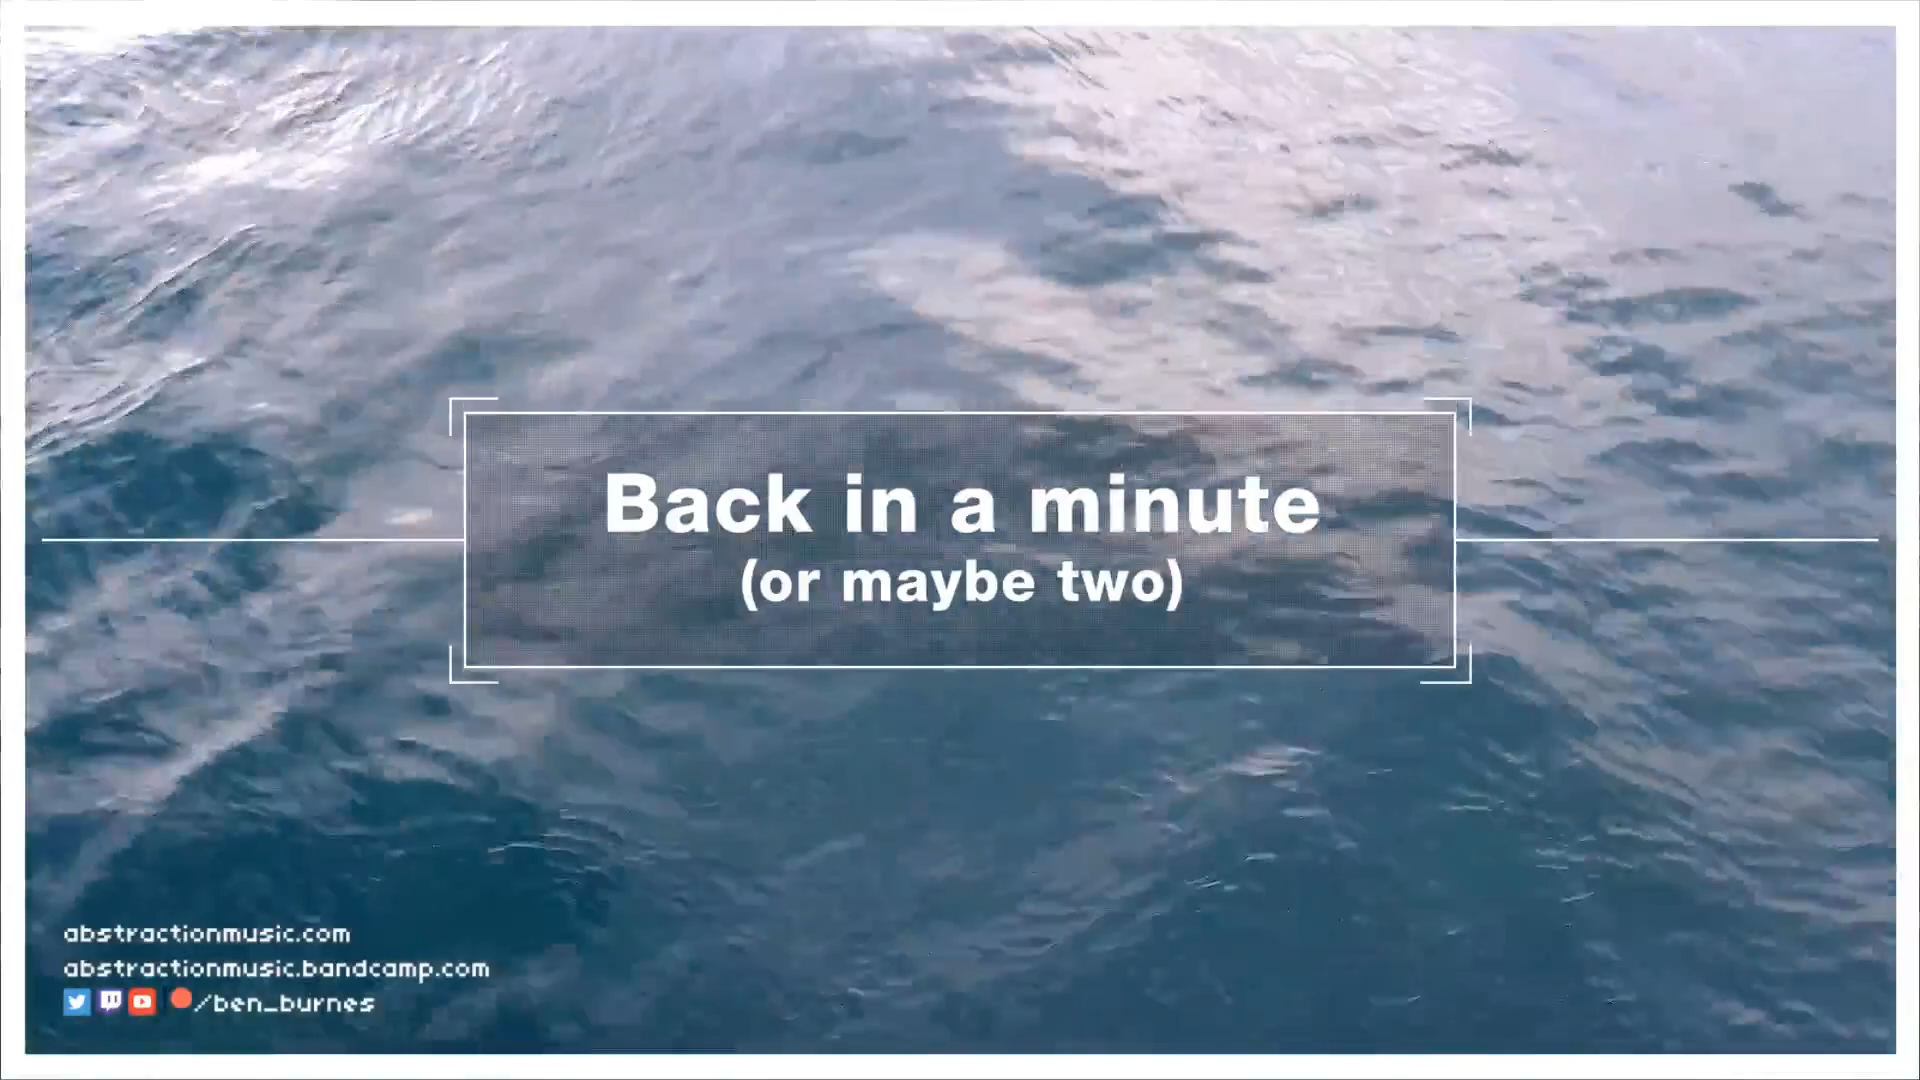 Back in a minute
(or maybe two)
abstractionmusic.com
abstractionmusic.bandcamp.com
/ben_burnes